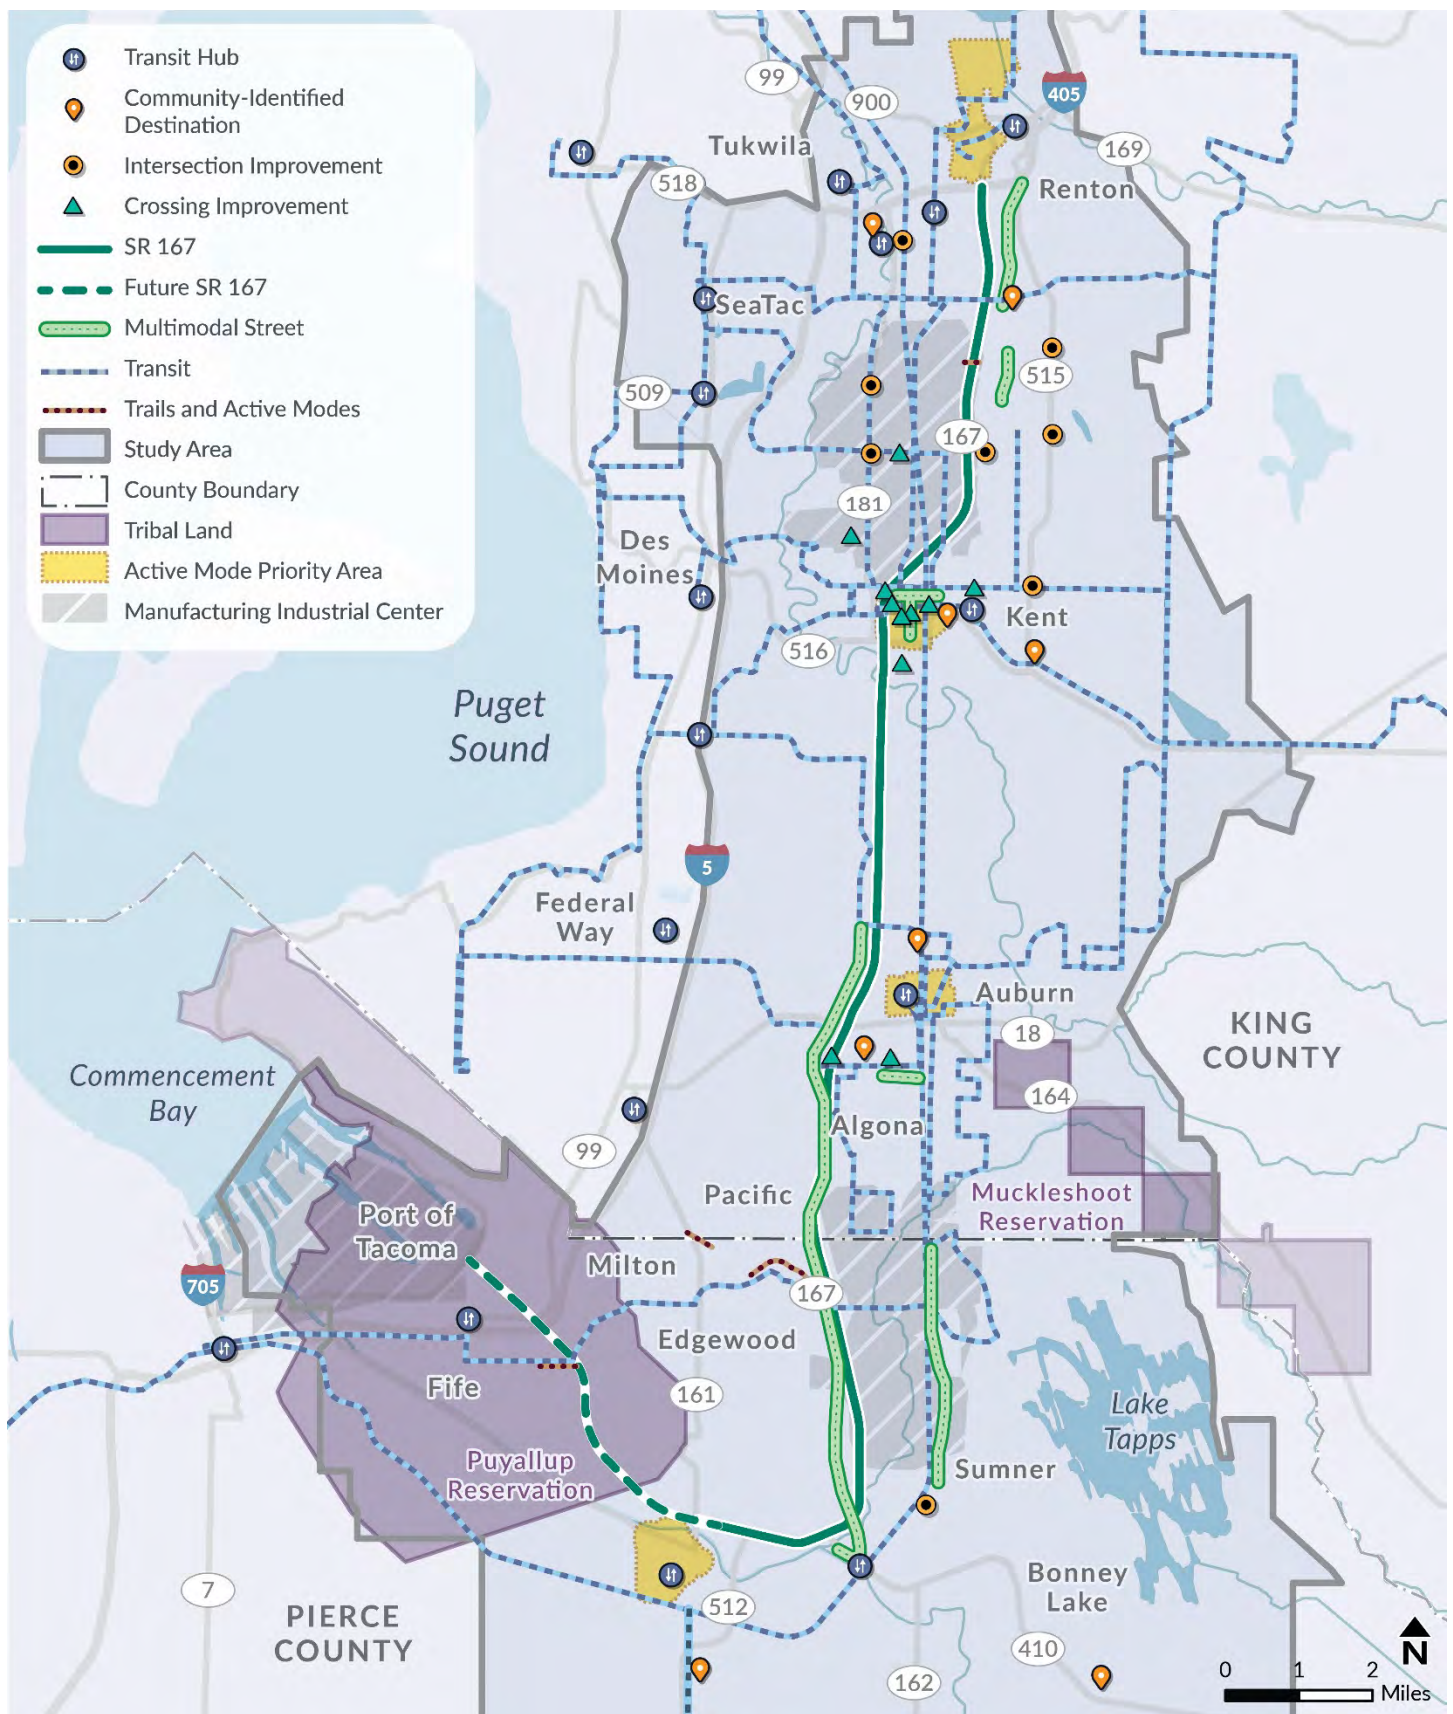 Transit Hub
Community-Identified
Destination
Intersection Improvement
Crossing Improvement
SR 167
Future SR 167
Multimodal Street
Transit
Trails and Active Modes
Study Area
County Boundary
Tribal Land
Active Mode Priority Area
Manufacturing Industrial Center
99
900
405
Tukwila
169
518
Renton
SeaTac
509
515
167
181
Des
Moines
Kent
516
Puget
Sound
5
Federal
Way
Auburn
18
KING
COUNTY
Commencement
Bay
164
Algona
99
Pacific
Muckleshoot
Reservation
Port of
Tacoma
Milton
705
167
Edgewood
Fife
161
Lake
Tapps
Puyallup
Reservation
Sumner
7
PIERCE
COUNTY
512
Bonney
Lake
410
162
N
0 1 2
Miles